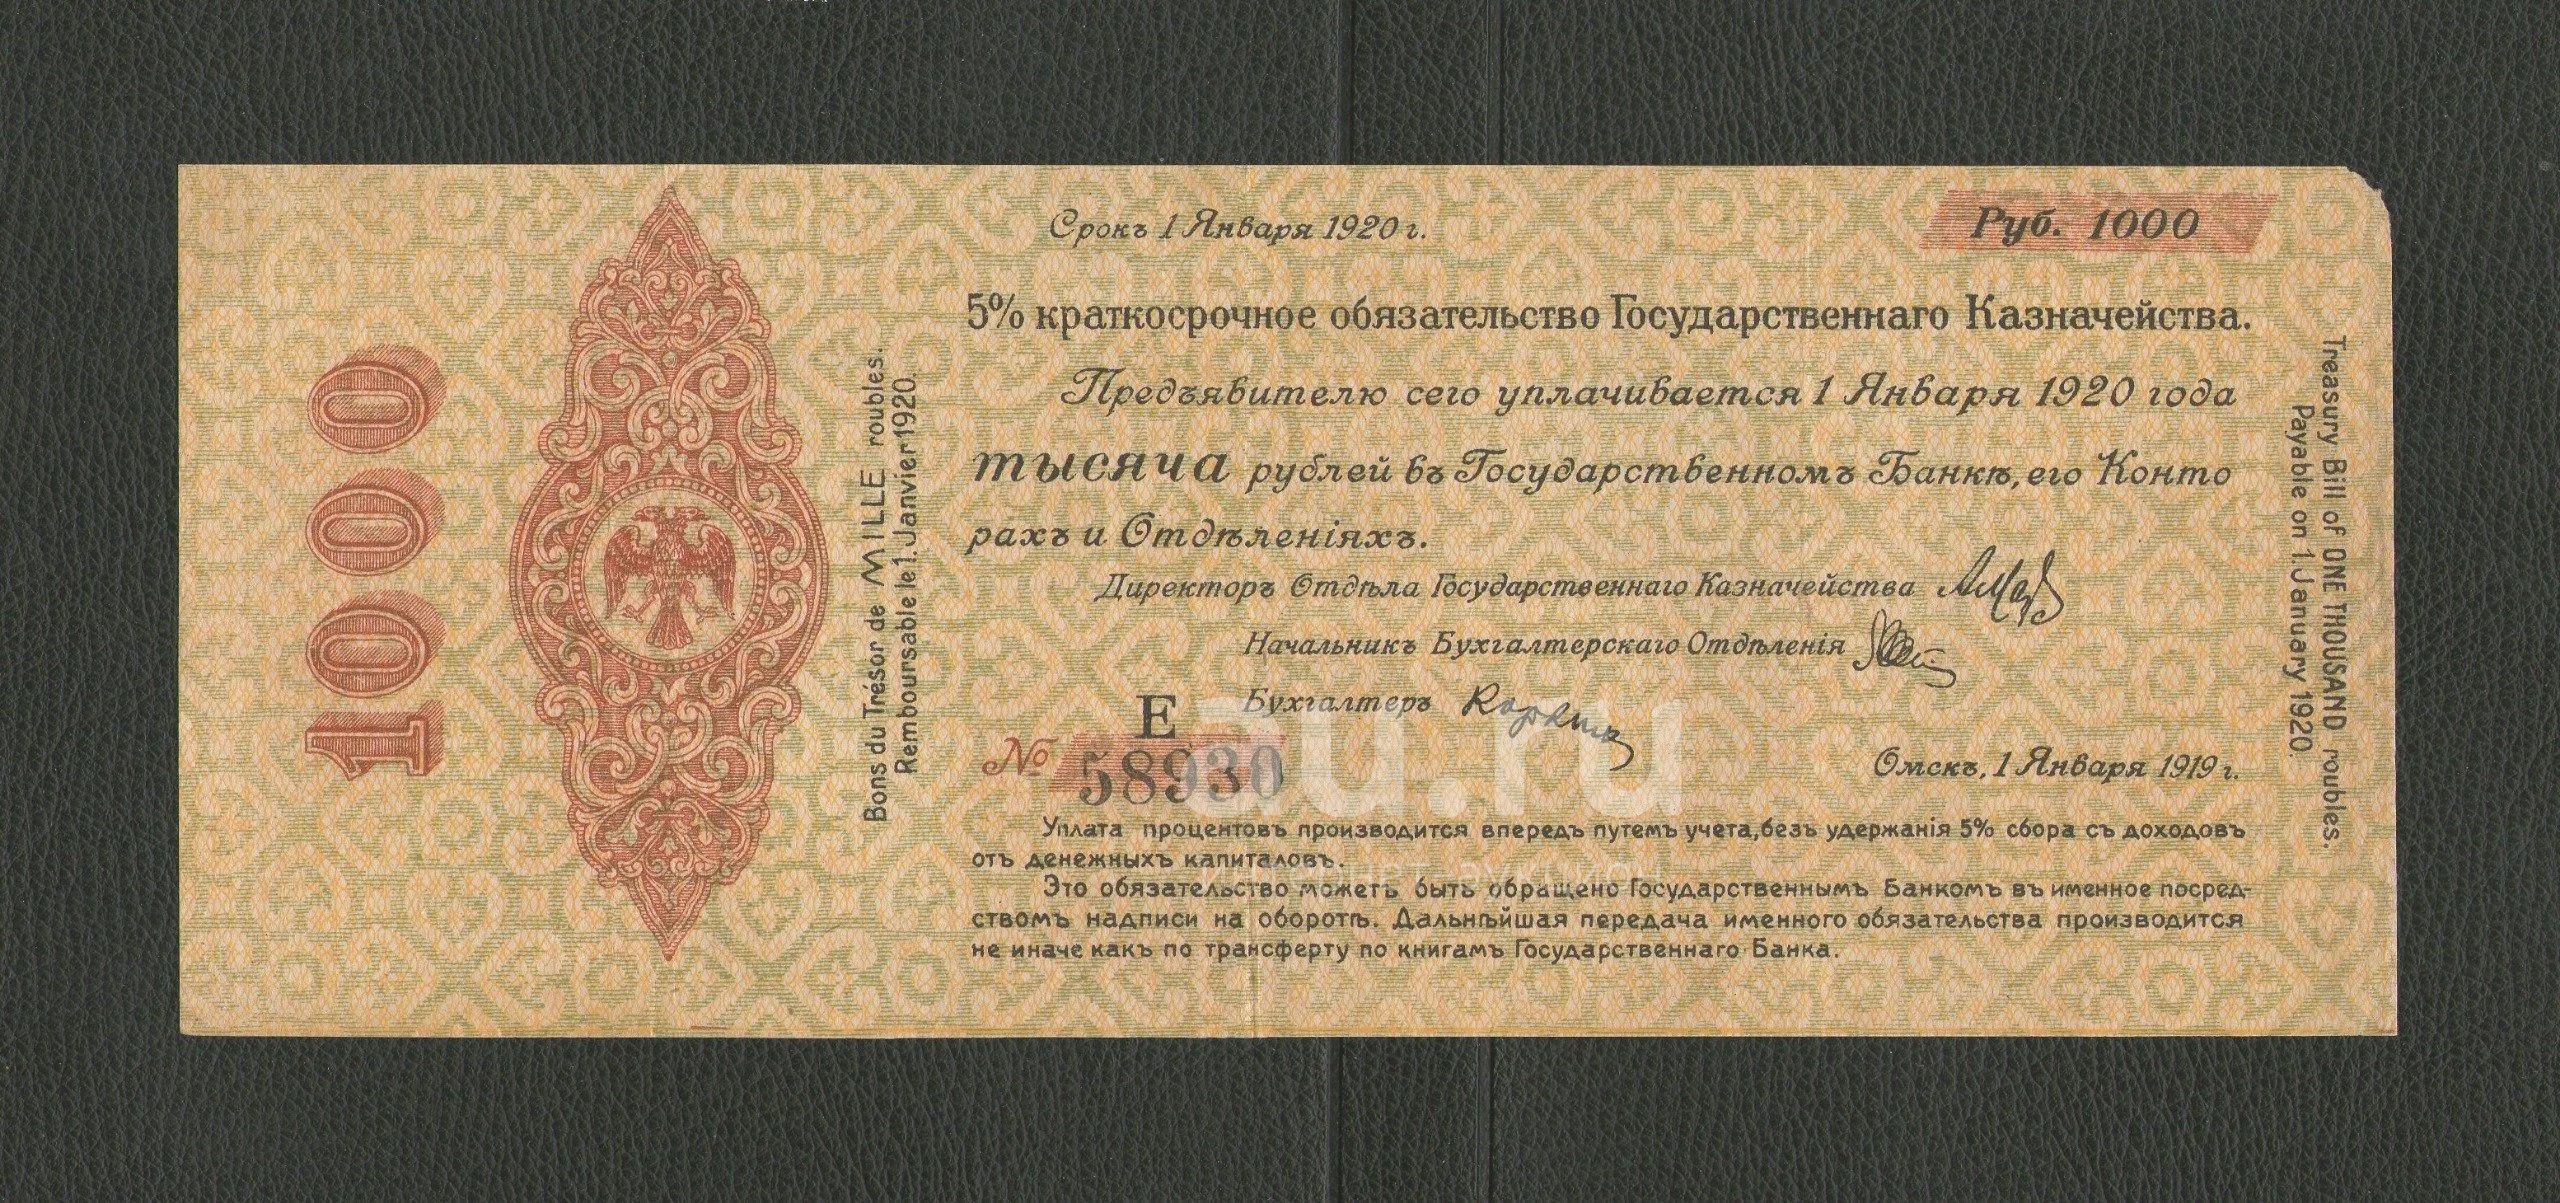 1000
Bons du Trésor de MILLE roubles.
Remboursable le 1. Janvier 1920.
Срокъ 1 Января 1920 г.
Руб. 1000
5% краткосрочное обязательство Государственнаго Казначейства.
Предъявителю сего уплачивается 1 Января 1920 года
тысяча рублей въ Государственномъ Банкѣ, его Конто
рахъ и Отдѣленіяхъ.
Директоръ Отдѣла Государственнаго Казначейства
Начальникъ Бухгалтерскаго Отдѣленія
Бухгалтеръ
Е
№ 58930
Омскъ, 1 Января 1919 г.
Уплата процентовъ производится впередъ путемъ учета, безъ удержанія 5% сбора съ доходовъ
отъ денежныхъ капиталовъ.
Это обязательство можетъ быть обращено Государственнымъ Банкомъ въ именное посред-
ствомъ надписи на оборотѣ. Дальнѣйшая передача именного обязательства производится
не иначе какъ по трансферту по книгамъ Государственнаго Банка.
Treasury Bill of ONE THOUSAND roubles.
Payable on 1. January 1920.
au.ru